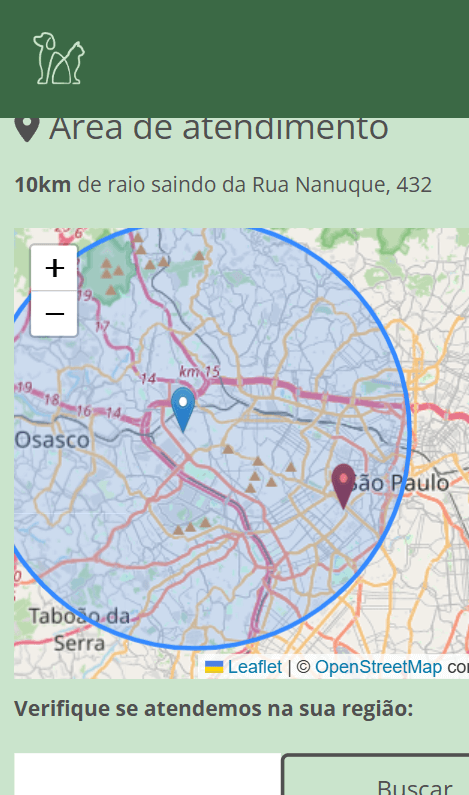 Área de atendimento
10km de raio saindo da Rua Nanuque, 432
+
−
19
17
km 15
14
19
18
16
14
Osasco
São Paulo
Taboão da
Serra
Leaflet | © OpenStreetMap
Verifique se atendemos na sua região:
Buscar